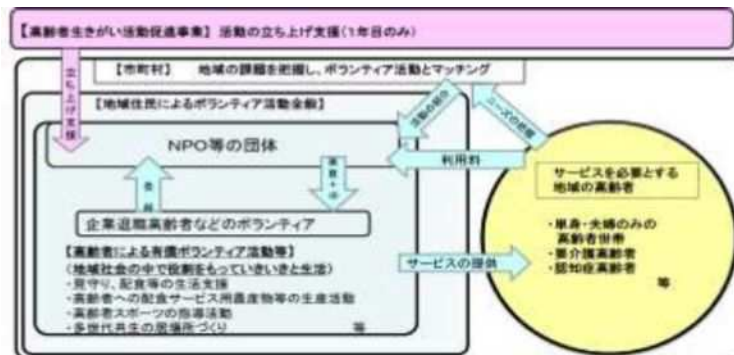 【高齢者生きがい活動促進事業】 活動の立ち上げ支援(1年目のみ)
立ち上げ支援
【市町村】 地域の課題を把握し、ボランティア活動とマッチング
【地域住民によるボランティア活動全般】
活動の紹介
ニーズの把握
NPO等の団体
利用料
企業退職高齢者などのボランティア
サービスを必要とする
地域の高齢者
・単身・夫婦のみの
高齢者世帯
・要介護高齢者
・認知症高齢者
等
【高齢者による有償ボランティア活動等】
(地域社会の中で役割をもっていきいきと生活)
・見守り、配食等の生活支援
・高齢者への配食サービス用農産物等の生産活動
・高齢者スポーツの指導活動
・多世代共生の居場所づくり 等
サービスの提供